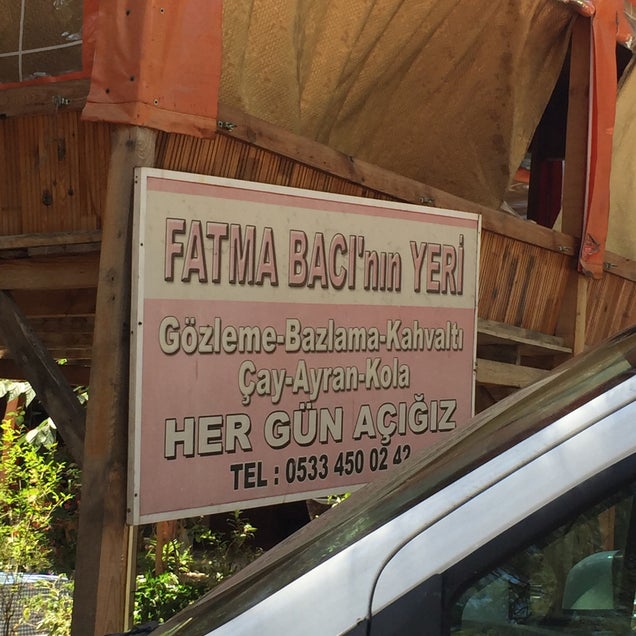 FATMA BACI'nın YERİ
Gözleme-Bazlama-Kahvaltı
Çay-Ayran-Kola
HER GÜN AÇIĞIZ
TEL : 0533 450 02 42